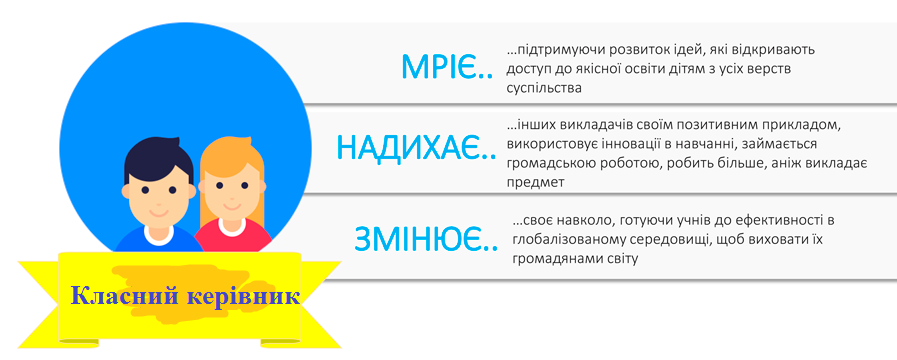 МРІЄ..
...підтримуючи розвиток ідей, які відкривають
доступ до якісної освіти дітям з усіх верств
суспільства
НАДИХАЄ..
...інших викладачів своїм позитивним прикладом,
використовує інновації в навчанні, займається
громадською роботою, робить більше, аніж викладає
предмет
ЗМІНЮЄ..
...своє навколо, готуючи учнів до ефективності в
глобалізованому середовищі, щоб виховати їх
громадянами світу
Класний керівник